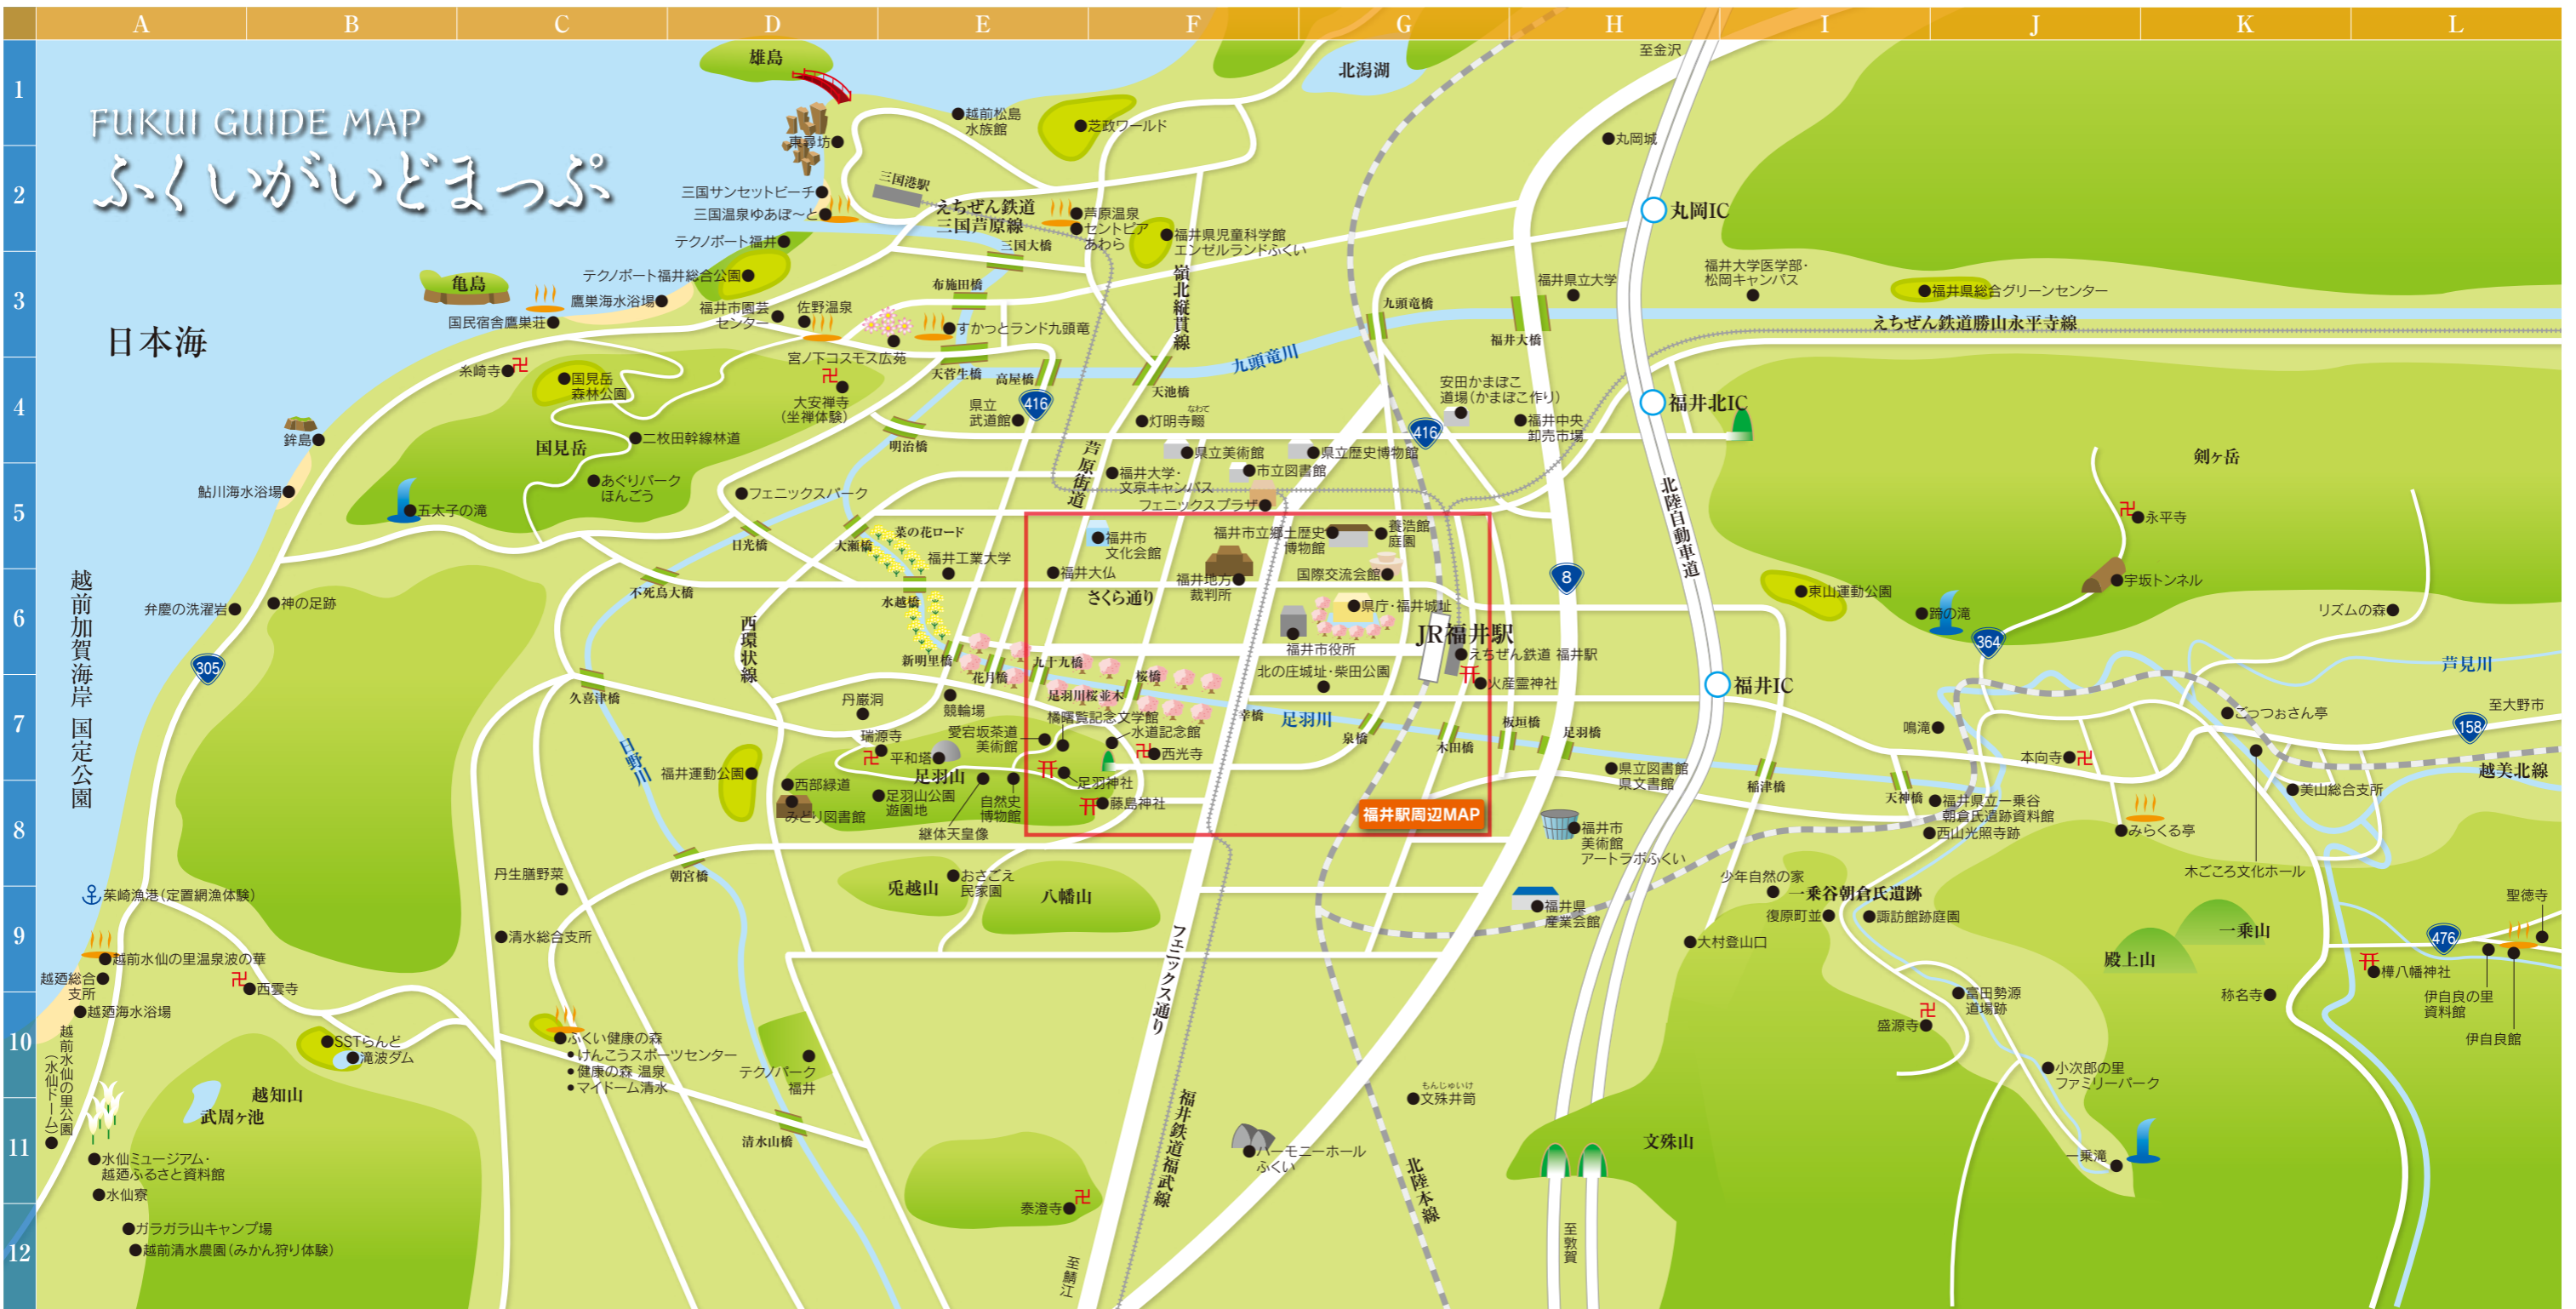 A B C D E F G H I J K L
1
2
3
4
5
6
7
8
9
10
11
12
FUKUI GUIDE MAP
ふくいがいどまっぷ
日本海
越前加賀海岸 国定公園
雄島
東尋坊
越前松島
水族館
芝政ワールド
北潟湖
至金沢
丸岡城
三国サンセットビーチ
三国温泉ゆあぽ〜と
三国港駅
えちぜん鉄道
三国芦原線
三国大橋
芦原温泉
セントピア
あわら
福井県児童科学館
エンゼルランドふくい
丸岡IC
テクノポート福井
テクノポート福井総合公園
亀島
鷹巣海水浴場
国民宿舎鷹巣荘
福井市園芸
センター
佐野温泉
布施田橋
すかっとランド九頭竜
宮ノ下コスモス広苑
嶺北縦貫線
九頭竜橋
福井県立大学
福井大学医学部・
松岡キャンパス
福井県総合グリーンセンター
えちぜん鉄道勝山永平寺線
福井大橋
九頭竜川
糸崎寺
国見岳
森林公園
大安禅寺
(坐禅体験)
天菅生橋
高屋橋
天池橋
県立
武道館
416
なわて
灯明寺畷
安田かまぼこ
道場(かまぼこ作り)
416
福井中央
卸売市場
福井北IC
鉾島
国見岳
二枚田幹線林道
明治橋
芦原街道
県立美術館
県立歴史博物館
剣ヶ岳
鮎川海水浴場
五太子の滝
あぐりパーク
ほんごう
フェニックスパーク
福井大学・
文京キャンパス
市立図書館
フェニックスプラザ
北陸自動車道
永平寺
日光橋
大瀬橋
菜の花ロード
福井工業大学
福井市
文化会館
福井市立郷土歴史
博物館
養浩館
庭園
福井大仏
福井地方
裁判所
国際交流会館
さくら通り
8
宇坂トンネル
東山運動公園
蹄の滝
リズムの森
弁慶の洗濯岩
神の足跡
不死鳥大橋
水越橋
西環状線
県庁・福井城址
福井市役所
JR福井駅
えちぜん鉄道 福井駅
364
305
新明里橋
花月橋
九十九橋
桜橋
足羽川桜並木
北の庄城址・柴田公園
火産霊神社
福井IC
芦見川
久喜津橋
丹巌洞
競輪場
橘曙覧記念文学館
水道記念館
幸橋
足羽川
泉橋
木田橋
板垣橋
足羽橋
鳴滝
ごっつぉさん亭
至大野市
158
日野川
瑞源寺
平和塔
愛宕坂茶道
美術館
西光寺
本向寺
越美北線
福井運動公園
西部緑道
みどり図書館
足羽山
足羽山公園
遊園地
自然史
博物館
継体天皇像
足羽神社
藤島神社
福井駅周辺MAP
県立図書館
県文書館
稲津橋
天神橋
福井県立一乗谷
朝倉氏遺跡資料館
西山光照寺跡
みらくる亭
美山総合支所
木ごころ文化ホール
福井市
美術館
アートラボふくい
丹生膳野菜
朝宮橋
兎越山
おさごえ
民家園
八幡山
福井県
産業会館
少年自然の家
一乗谷朝倉氏遺跡
復原町並
諏訪館跡庭園
聖徳寺
茱崎漁港(定置網漁体験)
清水総合支所
フェニックス通り
大村登山口
一乗山
殿上山
476
越前水仙の里温泉波の華
越廼総合
支所
西雲寺
越廼海水浴場
樺八幡神社
伊自良の里
資料館
伊自良館
称名寺
富田勢源
道場跡
盛源寺
越前水仙の里公園
(水仙ドーム)
SSTらんど
滝波ダム
ふくい健康の森
•けんこうスポーツセンター
•健康の森 温泉
•マイドーム清水
テクノパーク
福井
小次郎の里
ファミリーパーク
越知山
武周ヶ池
もんじゅいけ
文殊井筒
清水山橋
福井鉄道福武線
ハーモニーホール
ふくい
文殊山
一乗滝
水仙ミュージアム・
越廼ふるさと資料館
水仙寮
北陸本線
泰澄寺
ガラガラ山キャンプ場
越前清水農園(みかん狩り体験)
至鯖江
至敦賀